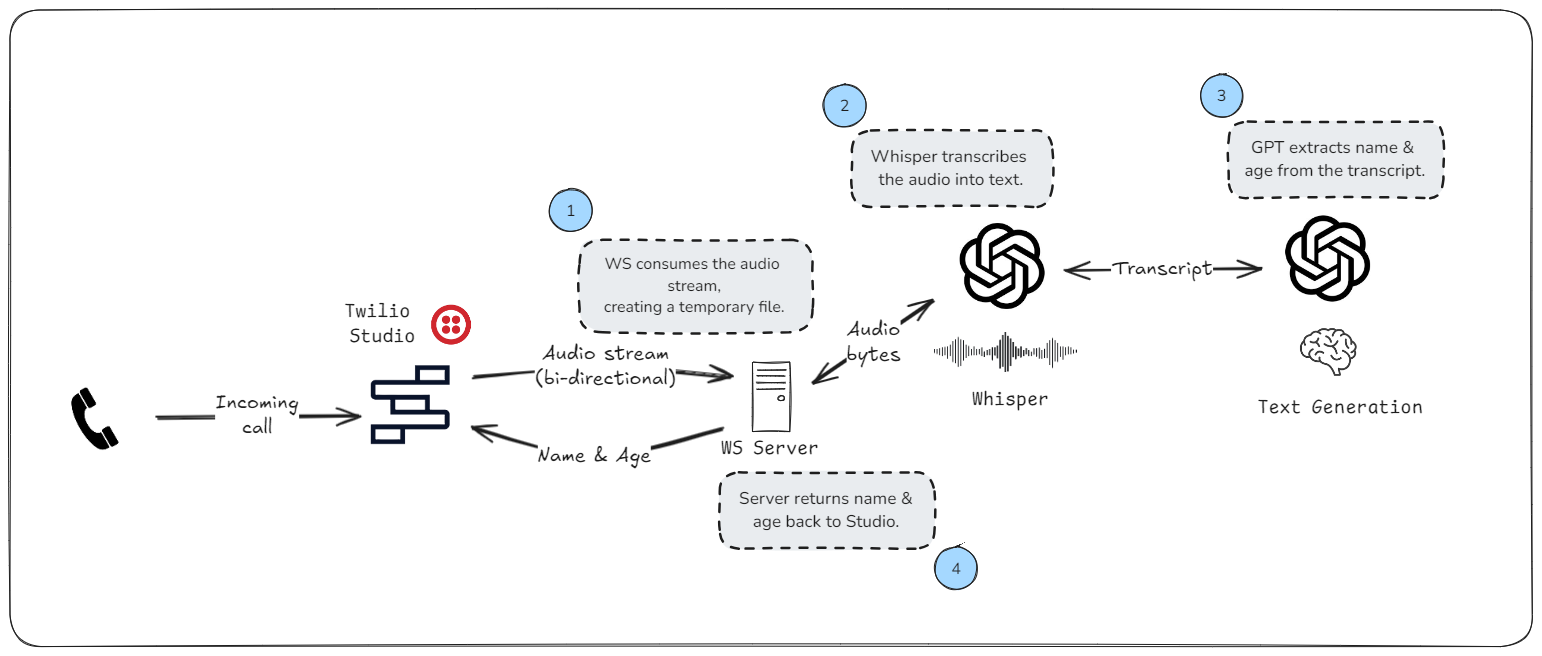 Incoming
call
Twilio
Studio
1
WS consumes the audio
stream,
creating a temporary file.
Audio stream
(bi-directional)
Name & Age
WS Server
2
Whisper transcribes
the audio into text.
Audio
bytes
Whisper
Transcript
3
GPT extracts name &
age from the transcript.
Text Generation
Server returns name &
age back to Studio.
4